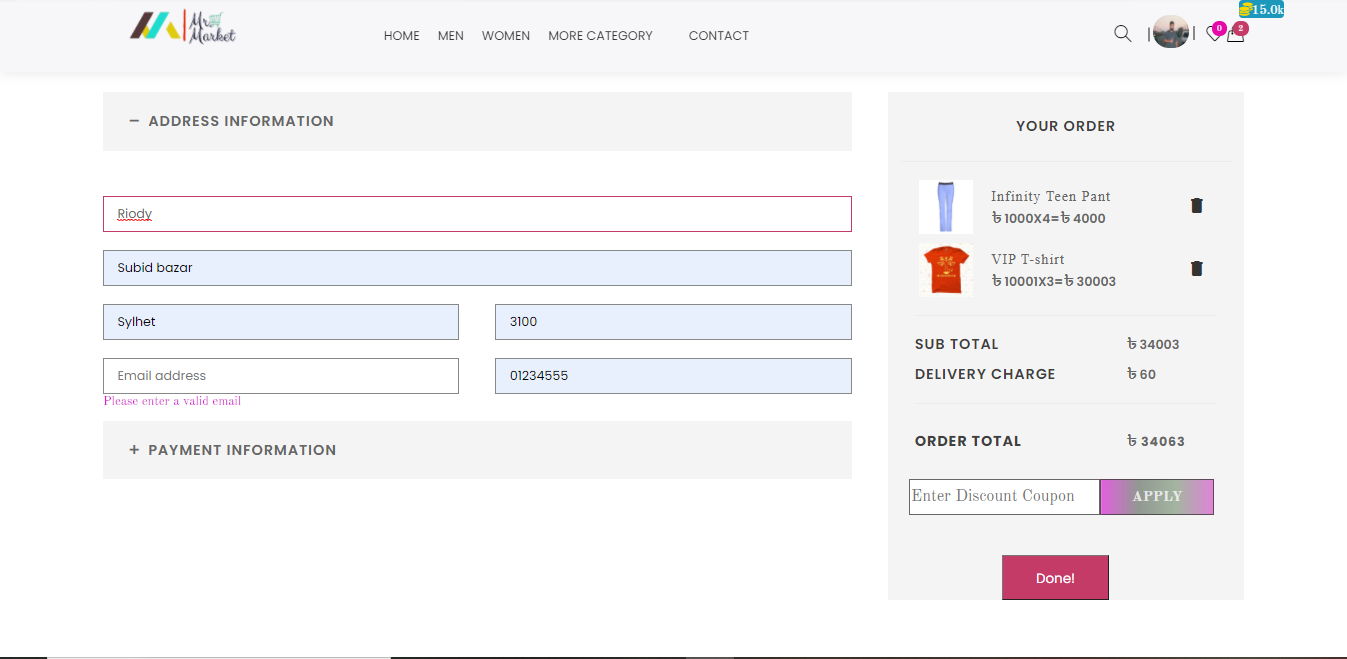 15.0k
Mr.
Market
HOME MEN WOMEN MORE CATEGORY CONTACT
| | 0 2
− ADDRESS INFORMATION
Riody
Subid bazar
Sylhet 3100
Email address 01234555
Please enter a valid email
+ PAYMENT INFORMATION
YOUR ORDER
Infinity Teen Pant
৳ 1000X4=৳ 4000
VIP T-shirt
৳ 10001X3=৳ 30003
SUB TOTAL ৳ 34003
DELIVERY CHARGE ৳ 60
ORDER TOTAL ৳ 34063
Enter Discount Coupon APPLY
Done!